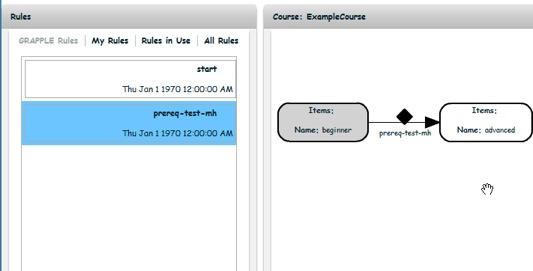 Rules
GRAPPLE Rules My Rules Rules in Use All Rules
start
Thu Jan 1 1970 12:00:00 AM
prereq-test-mh
Thu Jan 1 1970 12:00:00 AM
Course: ExampleCourse
Items:
Name: beginner
prereq-test-mh
Items:
Name: advanced